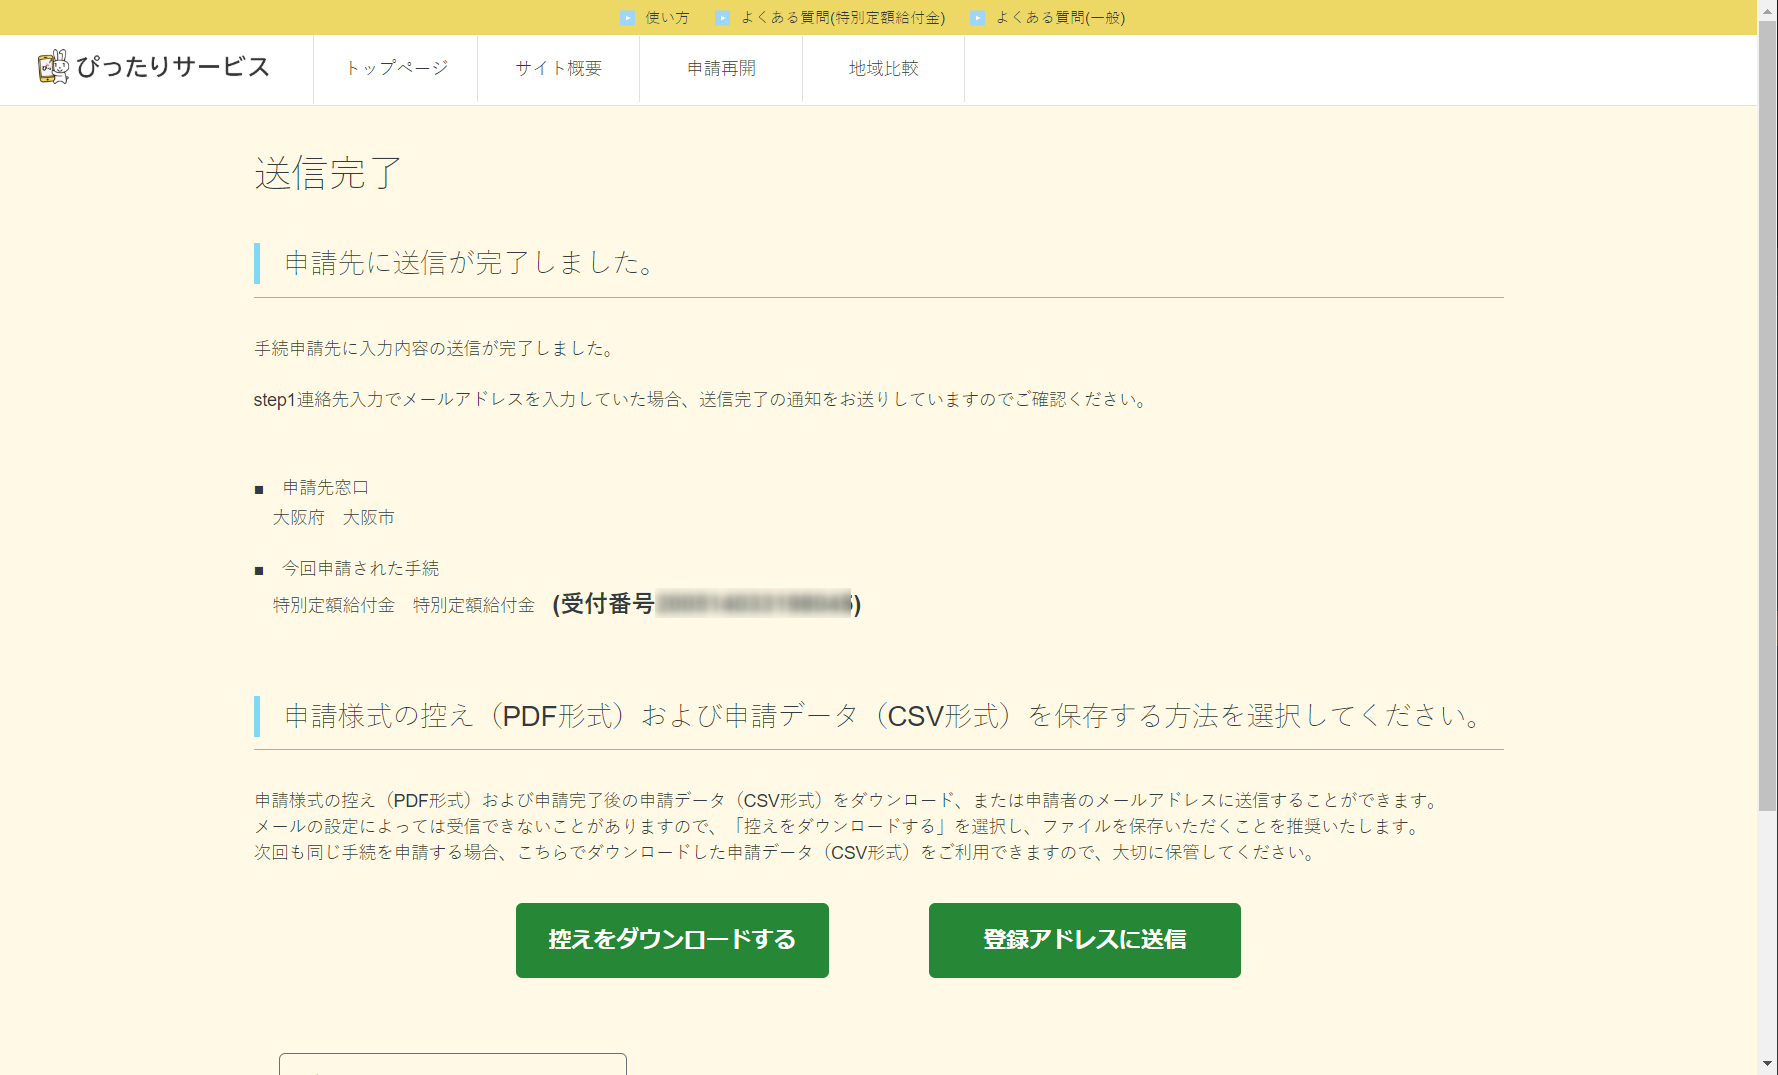 使い方 よくある質問(特別定額給付金) よくある質問(一般)
ぴったりサービス トップページ サイト概要 申請再開 地域比較
送信完了
申請先に送信が完了しました。
手続申請先に入力内容の送信が完了しました。
step1連絡先入力でメールアドレスを入力していた場合、送信完了の通知をお送りしていますのでご確認ください。
■ 申請先窓口
大阪府 大阪市
■ 今回申請された手続
特別定額給付金 特別定額給付金 (受付番号 )
申請様式の控え（PDF形式）および申請データ（CSV形式）を保存する方法を選択してください。
申請様式の控え（PDF形式）および申請完了後の申請データ（CSV形式）をダウンロード、または申請者のメールアドレスに送信することができます。
メールの設定によっては受信できないことがありますので、「控えをダウンロードする」を選択し、ファイルを保存いただくことを推奨いたします。
次回も同じ手続を申請する場合、こちらでダウンロードした申請データ（CSV形式）をご利用できますので、大切に保管してください。
控えをダウンロードする 登録アドレスに送信